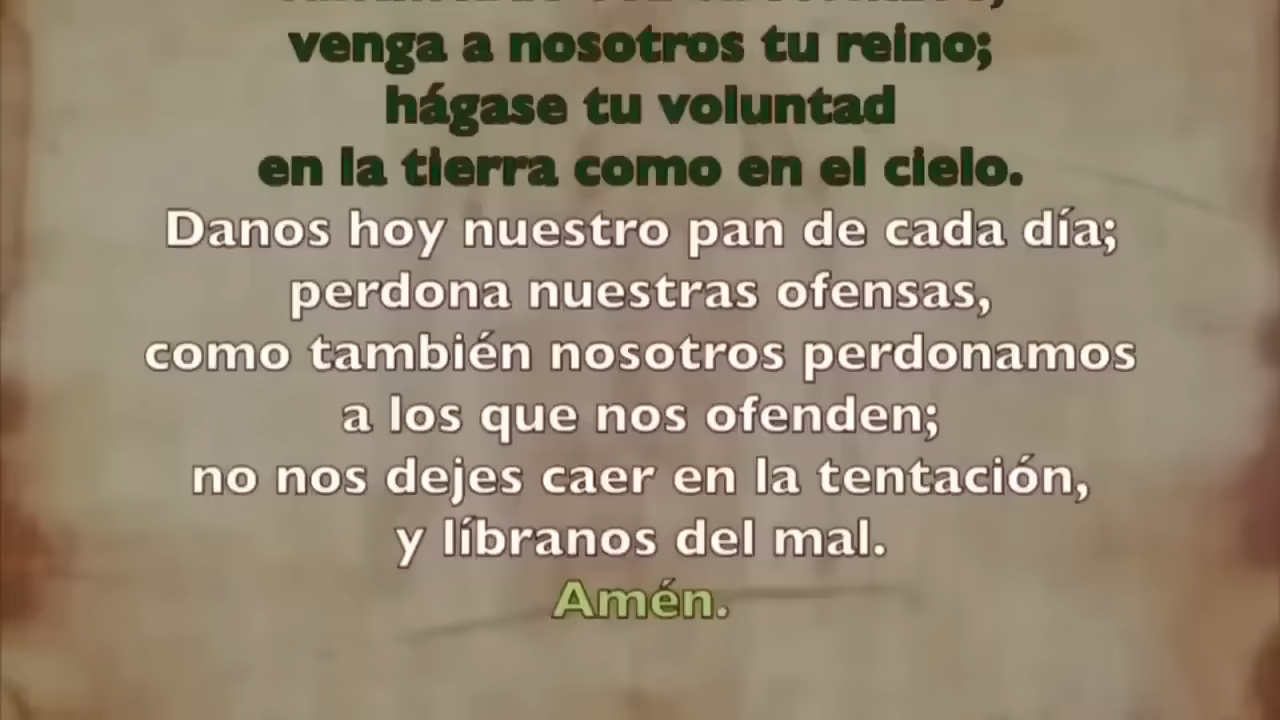 venga a nosotros tu reino;
hágase tu voluntad
en la tierra como en el cielo.
Danos hoy nuestro pan de cada día;
perdona nuestras ofensas,
como también nosotros perdonamos
a los que nos ofenden;
no nos dejes caer en la tentación,
y líbranos del mal.
Amén.